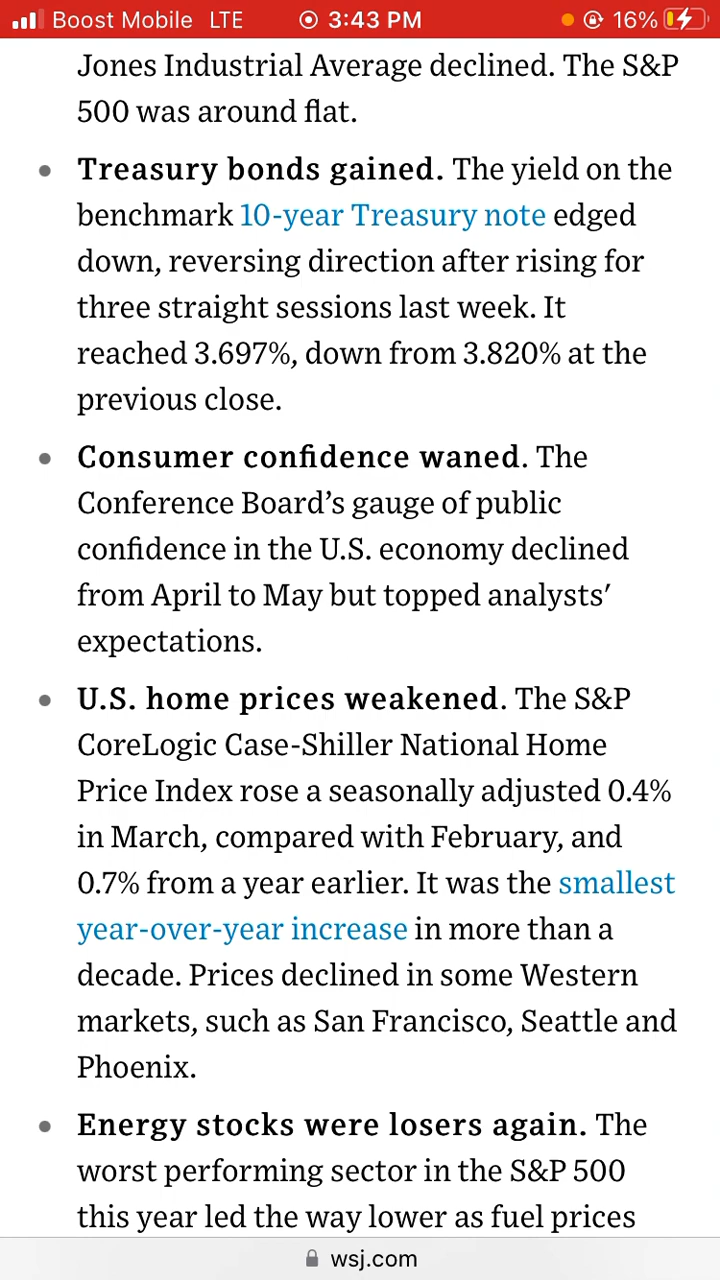 Boost Mobile LTE 3:43 PM 16%
Jones Industrial Average declined. The S&P
500 was around flat.
• Treasury bonds gained. The yield on the
benchmark 10-year Treasury note edged
down, reversing direction after rising for
three straight sessions last week. It
reached 3.697%, down from 3.820% at the
previous close.
• Consumer confidence waned. The
Conference Board’s gauge of public
confidence in the U.S. economy declined
from April to May but topped analysts’
expectations.
• U.S. home prices weakened. The S&P
CoreLogic Case-Shiller National Home
Price Index rose a seasonally adjusted 0.4%
in March, compared with February, and
0.7% from a year earlier. It was the smallest
year-over-year increase in more than a
decade. Prices declined in some Western
markets, such as San Francisco, Seattle and
Phoenix.
• Energy stocks were losers again. The
worst performing sector in the S&P 500
this year led the way lower as fuel prices
wsj.com